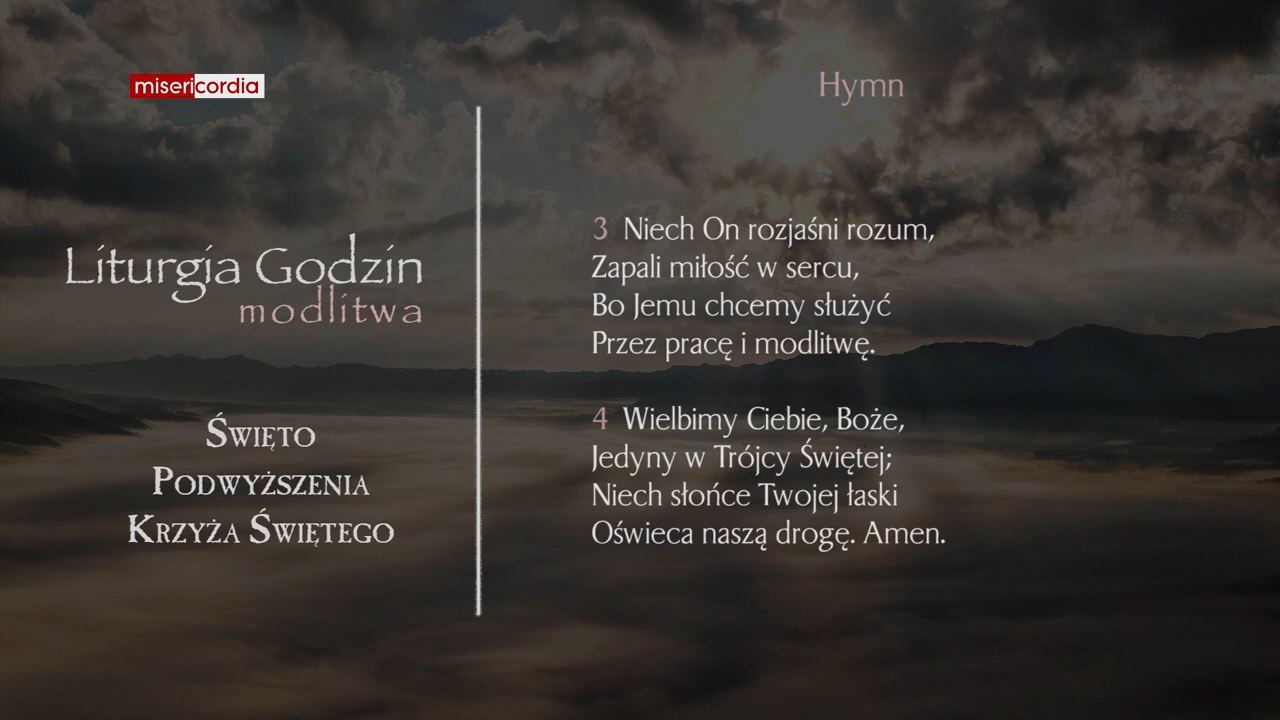 misericordia
Liturgia Godzin
modlitwa
Święto
Podwyższenia
Krzyża Świętego
Hymn
3 Niech On rozjaśni rozum,
Zapali miłość w sercu,
Bo Jemu chcemy służyć
Przez pracę i modlitwę.
4 Wielbimy Ciebie, Boże,
Jedyny w Trójcy Świętej;
Niech słońce Twojej łaski
Oświeca naszą drogę. Amen.